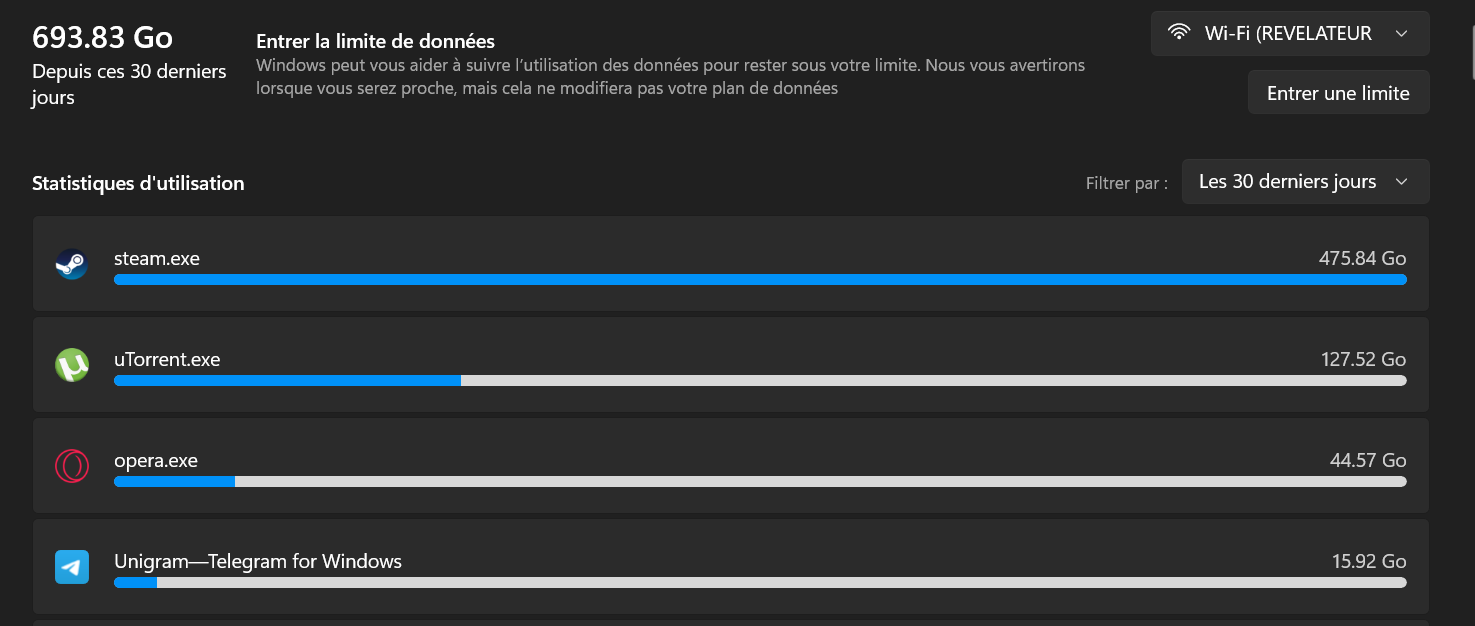 693.83 Go
Depuis ces 30 derniers
jours
Entrer la limite de données
Windows peut vous aider à suivre l’utilisation des données pour rester sous votre limite. Nous vous avertirons
lorsque vous serez proche, mais cela ne modifiera pas votre plan de données
Wi-Fi (REVELATEUR
Entrer une limite
Statistiques d'utilisation
Filtrer par :
Les 30 derniers jours
steam.exe
475.84 Go
uTorrent.exe
127.52 Go
opera.exe
44.57 Go
Unigram—Telegram for Windows
15.92 Go